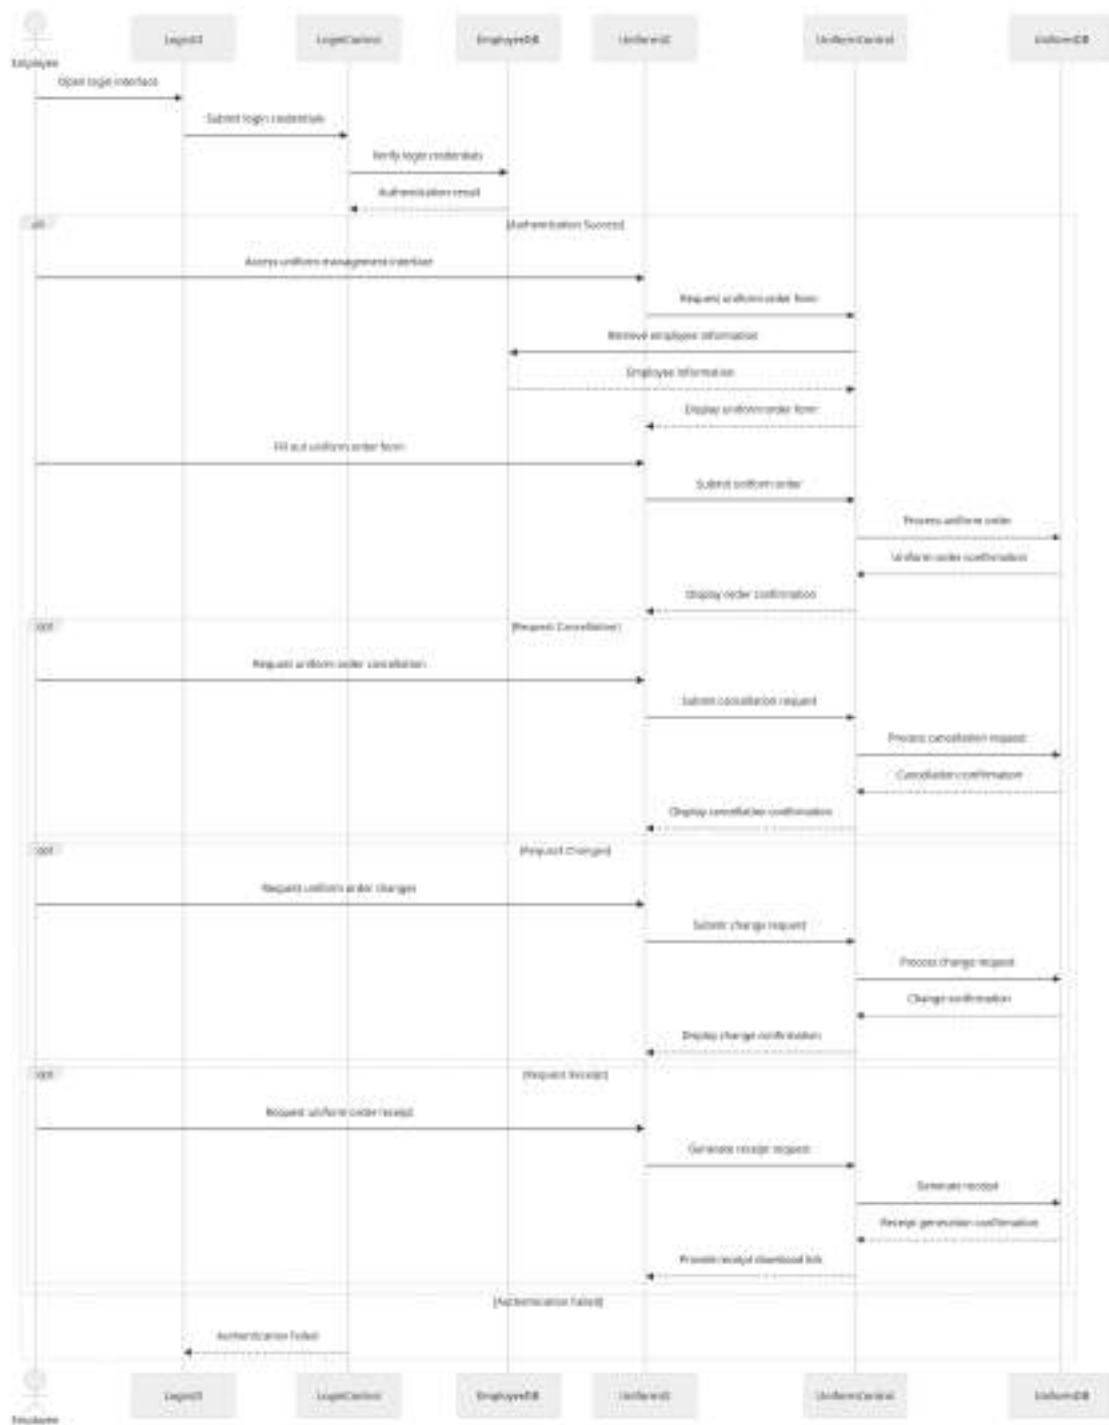 Employee
LoginUI
LoginControl
EmployeeDB
UniformUI
UniformControl
UniformDB
Open login interface
Submit login credentials
Verify login credentials
Authentication result
alt
[Authentication Success]
Access uniform management interface
Request uniform order form
Retrieve employee information
Employee information
Display uniform order form
Fill out uniform order form
Submit uniform order
Process uniform order
Uniform order confirmation
Display order confirmation
opt
[Request Cancellation]
Request uniform order cancellation
Submit cancellation request
Process cancellation request
Cancellation confirmation
Display cancellation confirmation
opt
[Request Changes]
Request uniform order changes
Submit change request
Process change request
Change confirmation
Display change confirmation
opt
[Request Receipt]
Request uniform order receipt
Generate receipt request
Generate receipt
Receipt generation confirmation
Provide receipt download link
[Authentication Failed]
Authentication Failed
LoginUI
LoginControl
EmployeeDB
UniformUI
UniformControl
UniformDB
Employee